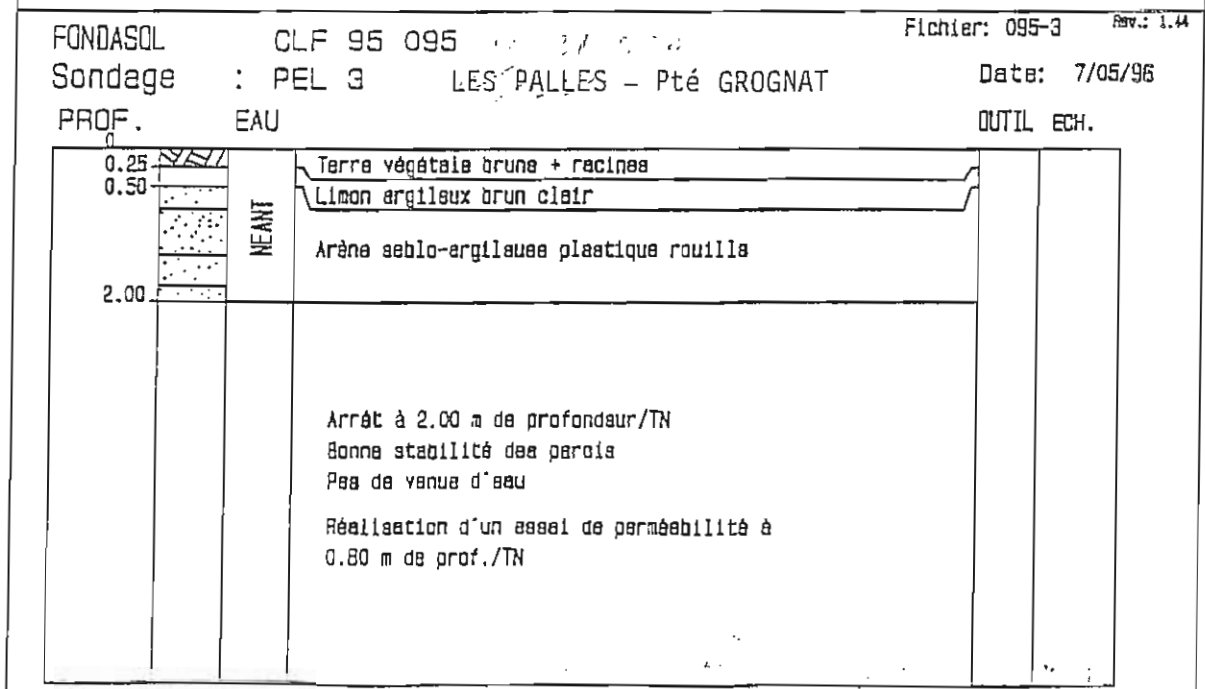 FONDASOL CLF 95 095 Fichier: 095-3 Rev.: 1.44
Sondage : PEL 3 LES PALLES – Pté GROGNAT Date: 7/05/96
PROF. EAU OUTIL ECH.
0
0.25 Terre végétale brune + racines
0.50 Limon argileux brun clair
NEANT
Arène sablo-argileuse plastique rouille
2.00
Arrêt à 2.00 m de profondeur/TN
Bonne stabilité des parois
Pas de venue d'eau
Réalisation d'un essai de perméabilité à
0.80 m de prof./TN